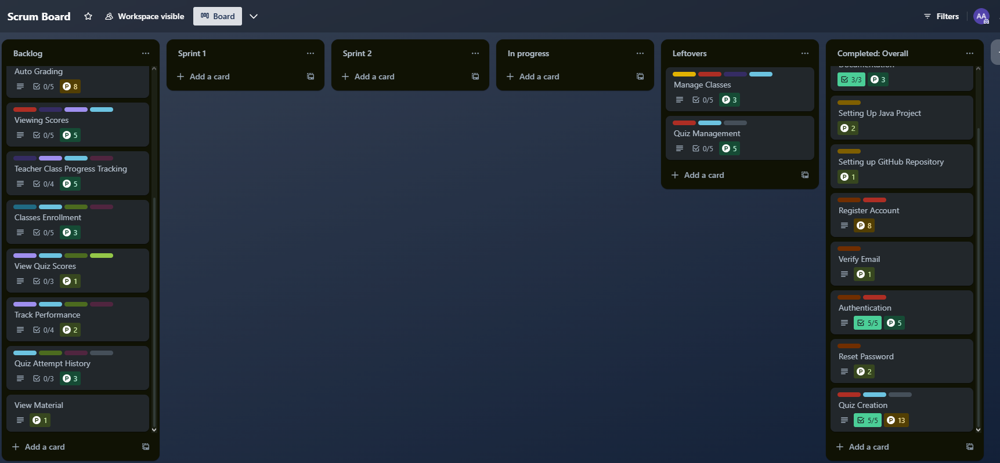 Scrum Board
Workspace visible
Board
Filters
AA
Backlog
Auto Grading
0/5 P 8
Viewing Scores
0/5 P 5
Teacher Class Progress Tracking
0/4 P 5
Classes Enrollment
0/5 P 3
View Quiz Scores
0/3 P 1
Track Performance
0/4 P 2
Quiz Attempt History
0/3 P 3
View Material
P 1
Add a card
Sprint 1
Add a card
Sprint 2
Add a card
In progress
Add a card
Leftovers
Manage Classes
0/5 P 3
Quiz Management
0/5 P 5
Add a card
Completed: Overall
Documentation
3/3 P 3
Setting Up Java Project
P 2
Setting up GitHub Repository
P 1
Register Account
P 8
Verify Email
P 1
Authentication
5/5 P 5
Reset Password
P 2
Quiz Creation
5/5 P 13
Add a card